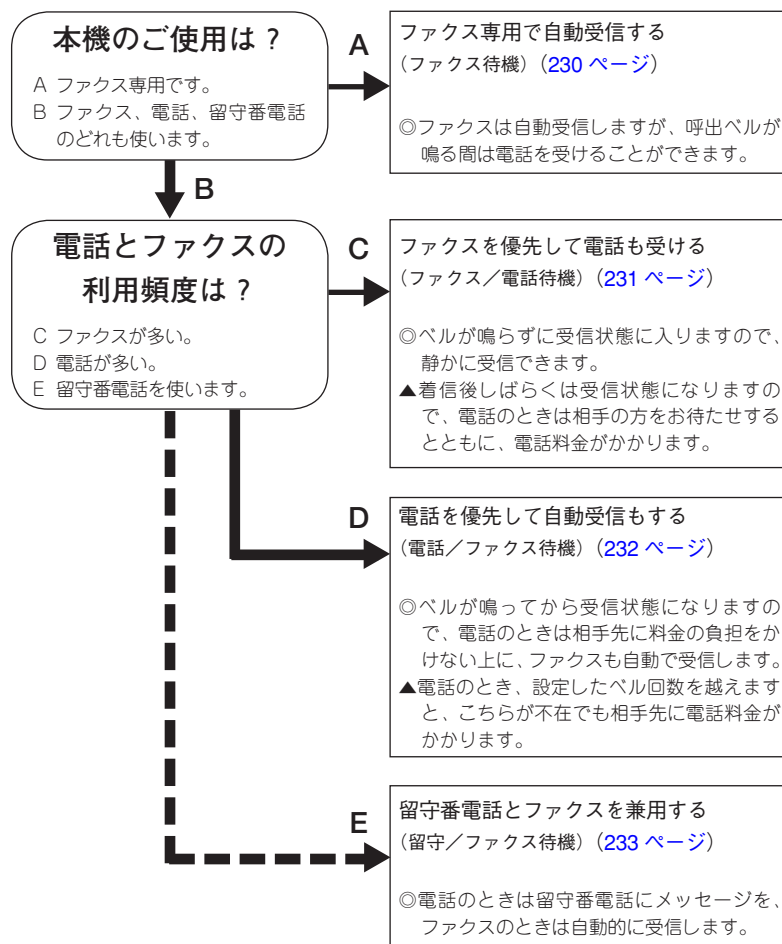 本機のご使用は？
A ファクス専用です。
B ファクス、電話、留守番電話
のどれも使います。
A
ファクス専用で自動受信する
(ファクス待機)（230 ページ）
◎ファクスは自動受信しますが、呼出ベルが
鳴る間は電話を受けることができます。
B
電話とファクスの
利用頻度は？
C ファクスが多い。
D 電話が多い。
E 留守番電話を使います。
C
ファクスを優先して電話も受ける
(ファクス／電話待機)（231 ページ）
◎ベルが鳴らずに受信状態に入りますので、
静かに受信できます。
▲着信後しばらくは受信状態になりますの
で、電話のときは相手の方をお待たせする
とともに、電話料金がかかります。
D
電話を優先して自動受信もする
(電話／ファクス待機)（232 ページ）
◎ベルが鳴ってから受信状態になりますの
で、電話のときは相手先に料金の負担をか
けない上に、ファクスも自動で受信します。
▲電話のとき、設定したベル回数を越えます
と、こちらが不在でも相手先に電話料金が
かかります。
E
留守番電話とファクスを兼用する
(留守／ファクス待機)（233 ページ）
◎電話のときは留守番電話にメッセージを、
ファクスのときは自動的に受信します。